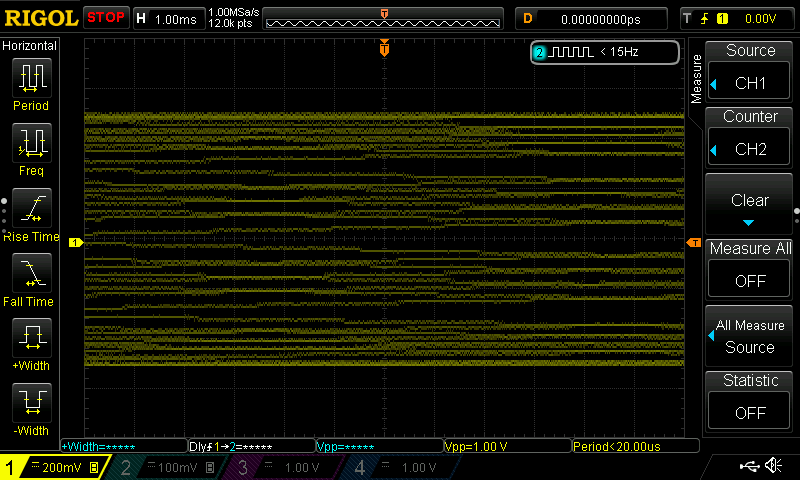 RIGOL STOP H 1.00ms 1.00MSa/s 12.0k pts T D 0.00000000ps T 1 0.00V
Horizontal
Period
Freq
Rise Time
Fall Time
+Width
-Width
T
2 < 15Hz
1
T
Measure
Source
CH1
Counter
CH2
Clear
Measure All
OFF
All Measure
Source
Statistic
OFF
+Width=***** Dly 1→2=***** Vpp=***** Vpp=1.00 V Period<20.00us
1 200mV B 2 100mV B 3 1.00 V 4 1.00 V